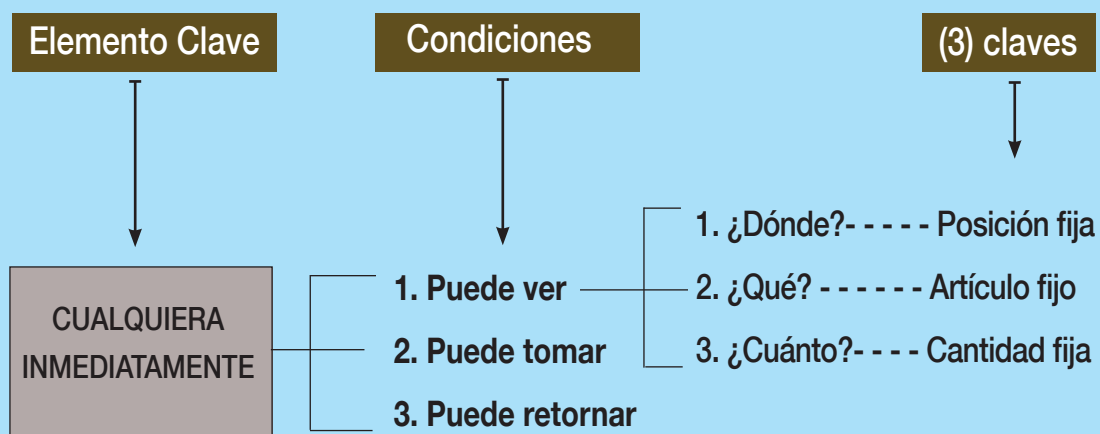 Elemento Clave
Condiciones
(3) claves
CUALQUIERA
INMEDIATAMENTE
1. Puede ver
2. Puede tomar
3. Puede retornar
1. ¿Dónde?- - - - - Posición fija
2. ¿Qué? - - - - - - Artículo fijo
3. ¿Cuánto?- - - - Cantidad fija